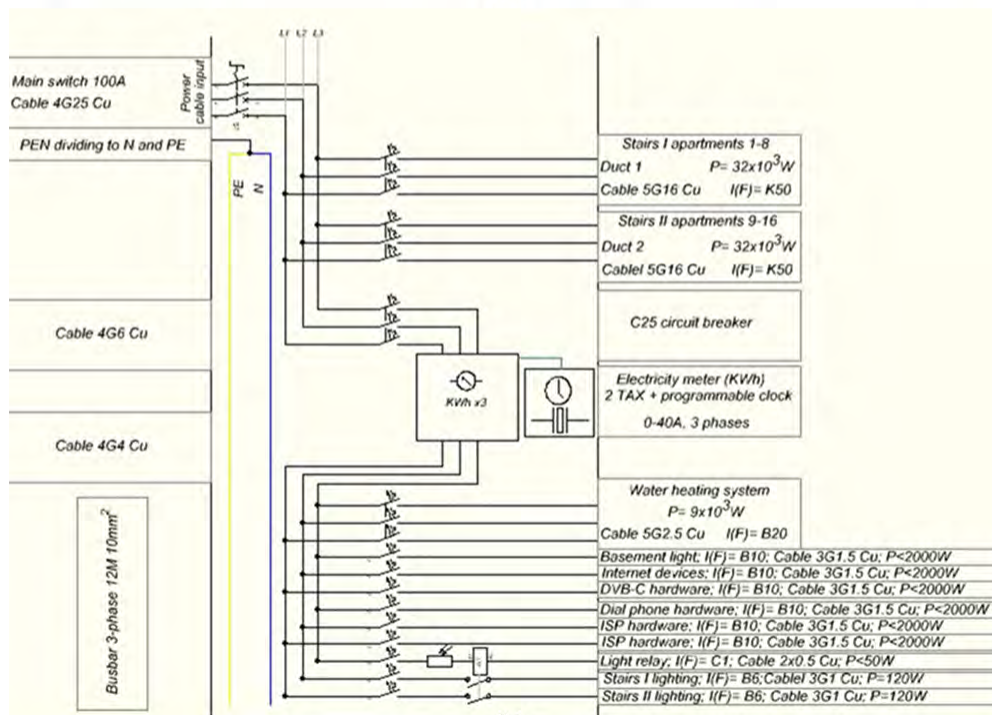 L1 L2 L3
Main switch 100A
Cable 4G25 Cu
Power
cable input
PEN dividing to N and PE
PE
N
Stairs I apartments 1-8
Duct 1 P= 32x10³W
Cable 5G16 Cu I(F)= K50
Stairs II apartments 9-16
Duct 2 P= 32x10³W
Cablel 5G16 Cu I(F)= K50
Cable 4G6 Cu
C25 circuit breaker
KWh x3
Electricity meter (KWh)
2 TAX + programmable clock
0-40A, 3 phases
Cable 4G4 Cu
Busbar 3-phase 12M 10mm²
Water heating system
P= 9x10³W
Cable 5G2.5 Cu I(F)= B20
Basement light; I(F)= B10; Cable 3G1.5 Cu; P<2000W
Internet devices; I(F)= B10; Cable 3G1.5 Cu; P<2000W
DVB-C hardware; I(F)= B10; Cable 3G1.5 Cu; P<2000W
Dial phone hardware; I(F)= B10; Cable 3G1.5 Cu; P<2000W
ISP hardware; I(F)= B10; Cable 3G1.5 Cu; P<2000W
ISP hardware; I(F)= B10; Cable 3G1.5 Cu; P<2000W
Light relay; I(F)= C1; Cable 2x0.5 Cu; P<50W
Stairs I lighting; I(F)= B6;Cablel 3G1 Cu; P=120W
Stairs II lighting; I(F)= B6; Cable 3G1 Cu; P=120W